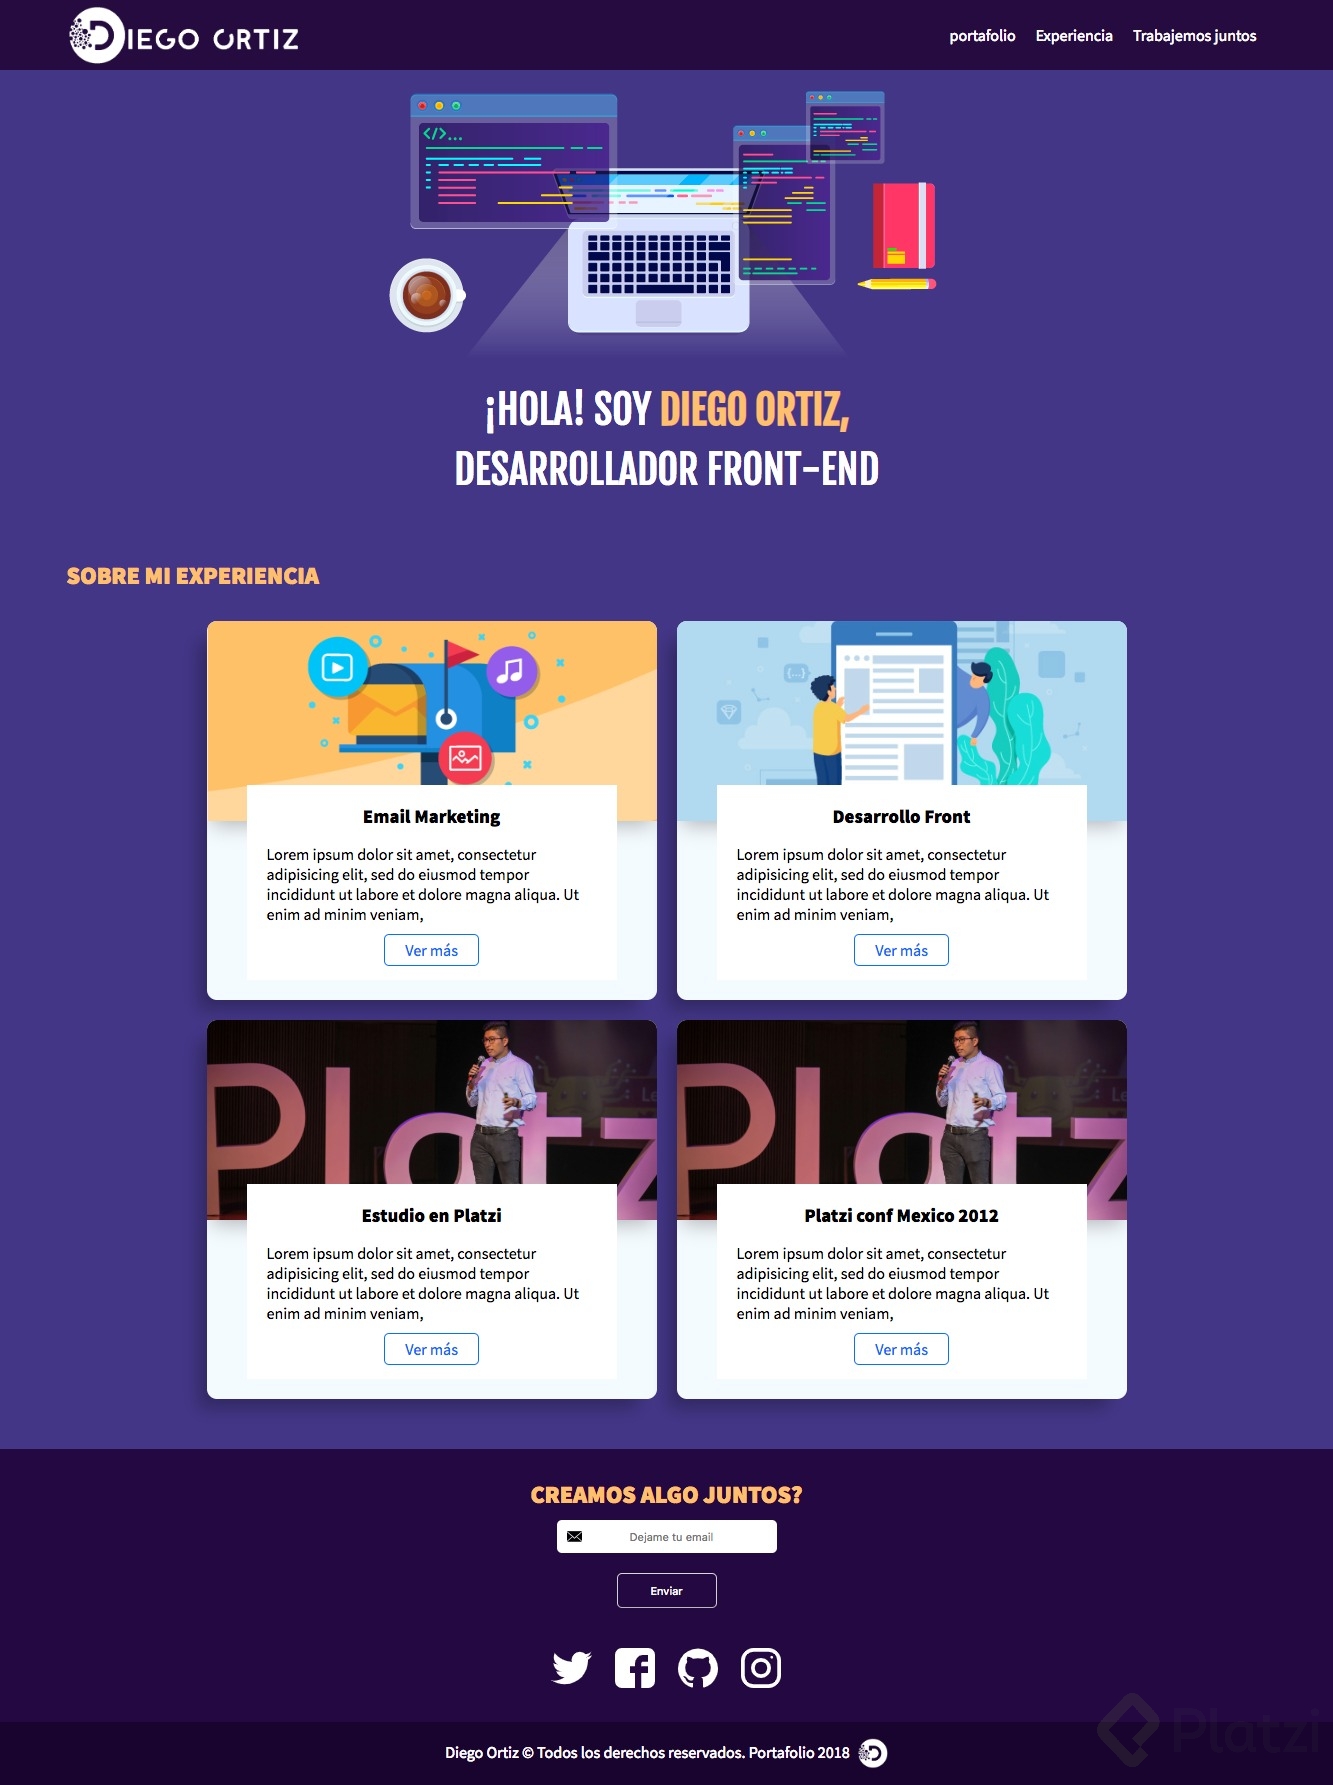 DIEGO ORTIZ
portafolio Experiencia Trabajemos juntos
</>...
¡HOLA! SOY DIEGO ORTIZ,
DESARROLLADOR FRONT-END
SOBRE MI EXPERIENCIA
{...}
Email Marketing
Lorem ipsum dolor sit amet, consectetur
adipisicing elit, sed do eiusmod tempor
incididunt ut labore et dolore magna aliqua. Ut
enim ad minim veniam,
Ver más
Desarrollo Front
Lorem ipsum dolor sit amet, consectetur
adipisicing elit, sed do eiusmod tempor
incididunt ut labore et dolore magna aliqua. Ut
enim ad minim veniam,
Ver más
Platzi
Estudio en Platzi
Lorem ipsum dolor sit amet, consectetur
adipisicing elit, sed do eiusmod tempor
incididunt ut labore et dolore magna aliqua. Ut
enim ad minim veniam,
Ver más
Platzi
Platzi conf Mexico 2012
Lorem ipsum dolor sit amet, consectetur
adipisicing elit, sed do eiusmod tempor
incididunt ut labore et dolore magna aliqua. Ut
enim ad minim veniam,
Ver más
CREAMOS ALGO JUNTOS?
Dejame tu email
Enviar
Diego Ortiz © Todos los derechos reservados. Portafolio 2018
Platzi